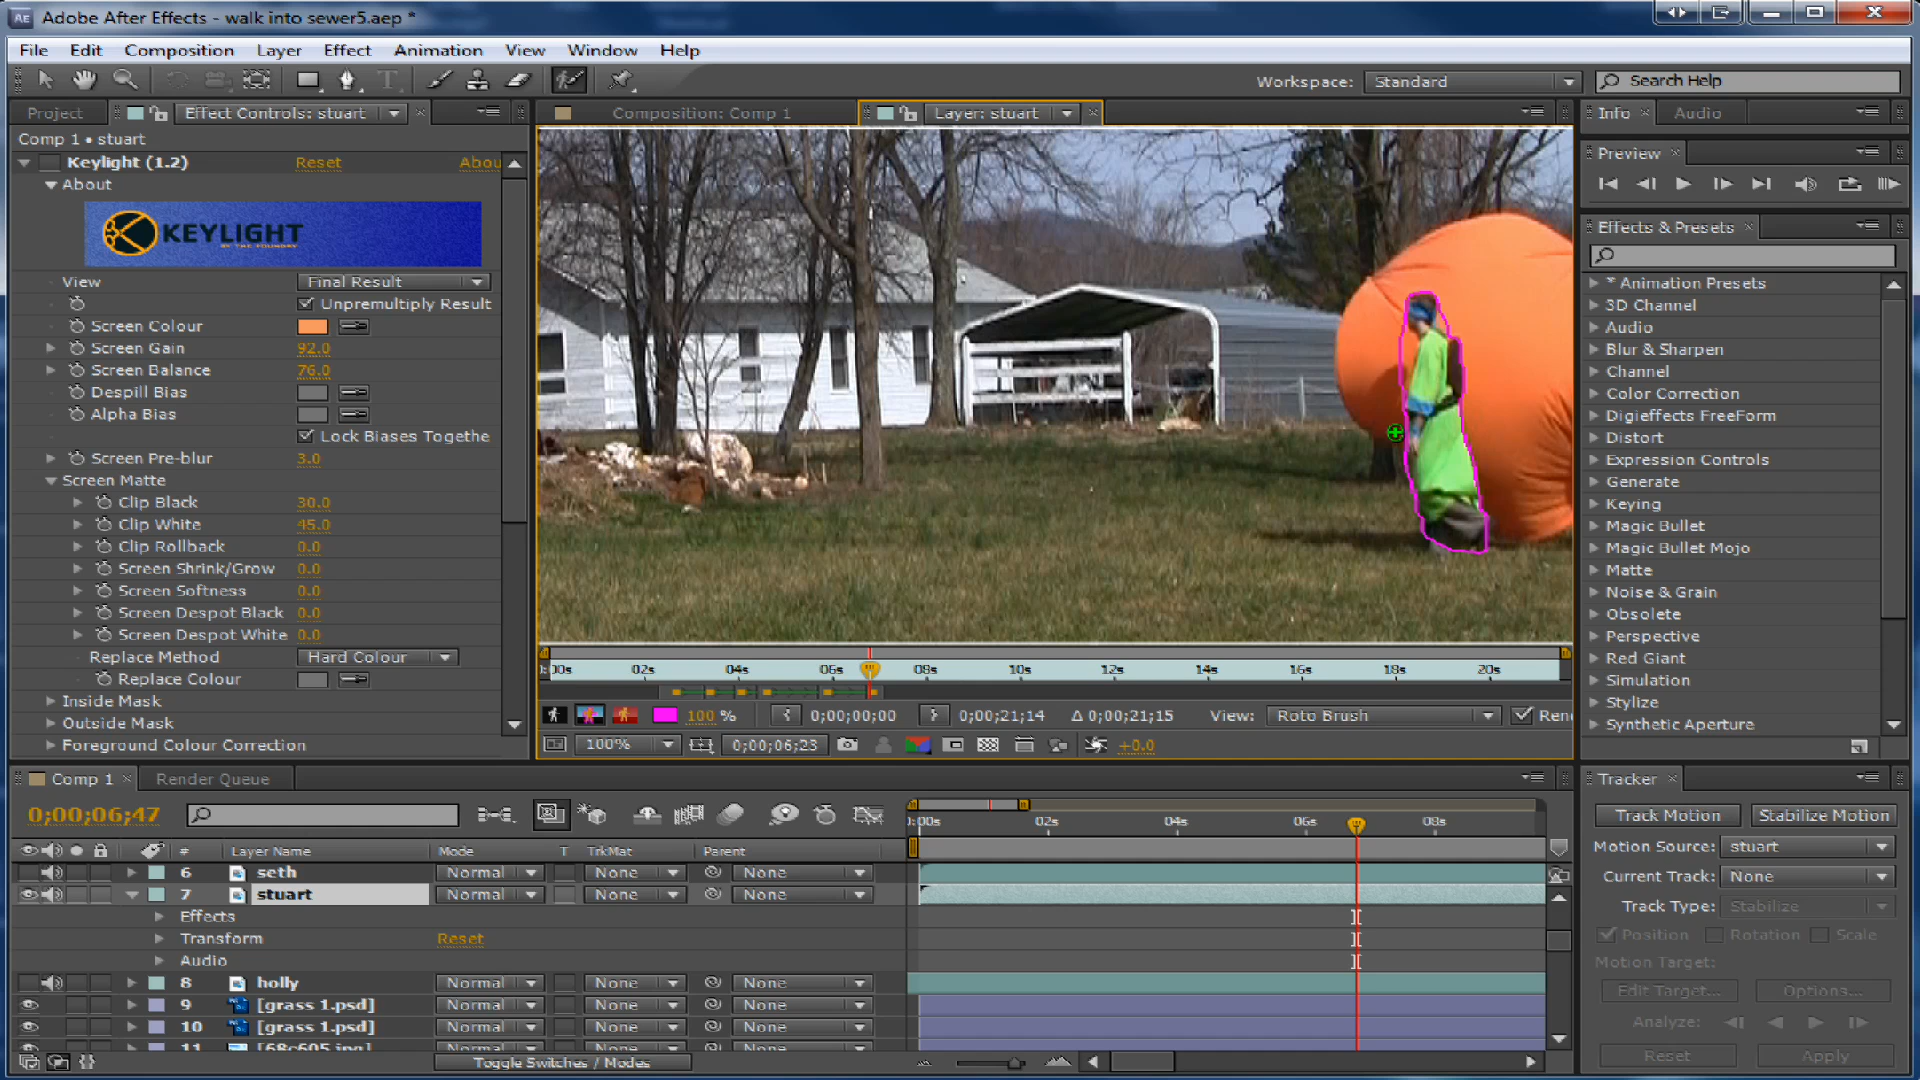 Adobe After Effects - walk into sewer5.aep *
File Edit Composition Layer Effect Animation View Window Help
Workspace: Standard Search Help
Project Effect Controls: stuart Composition: Comp 1 Layer: stuart Info Audio
Comp 1 • stuart
Keylight (1.2) Reset Abou
About
KEYLIGHT
BY THE FOUNDRY
View Final Result
Unpremultiply Result
Screen Colour
Screen Gain 92.0
Screen Balance 76.0
Despill Bias
Alpha Bias
Lock Biases Togethe
Screen Pre-blur 3.0
Screen Matte
Clip Black 30.0
Clip White 45.0
Clip Rollback 0.0
Screen Shrink/Grow 0.0
Screen Softness 0.0
Screen Despot Black 0.0
Screen Despot White 0.0
Replace Method Hard Colour
Replace Colour
Inside Mask
Outside Mask
Foreground Colour Correction
:00s 02s 04s 06s 08s 10s 12s 14s 16s 18s 20s
100 % 0;00;00;00 0;00;21;14 Δ 0;00;21;15 View: Roto Brush Ren
100% 0;00;06;23 +0.0
Preview
Effects & Presets
* Animation Presets
3D Channel
Audio
Blur & Sharpen
Channel
Color Correction
Digieffects FreeForm
Distort
Expression Controls
Generate
Keying
Magic Bullet
Magic Bullet Mojo
Matte
Noise & Grain
Obsolete
Perspective
Red Giant
Simulation
Stylize
Synthetic Aperture
Comp 1 Render Queue
0;00;06;47
:00s 02s 04s 06s 08s
# Layer Name Mode T TrkMat Parent
6 seth Normal None None
7 stuart Normal None None
Effects
Transform Reset
Audio
8 holly Normal None None
9 [grass 1.psd] Normal None None
10 [grass 1.psd] Normal None None
11 [68c605.jpg] Normal None None
Toggle Switches / Modes
Tracker
Track Motion Stabilize Motion
Motion Source: stuart
Current Track: None
Track Type: Stabilize
Position Rotation Scale
Motion Target:
Edit Target... Options...
Analyze:
Reset Apply